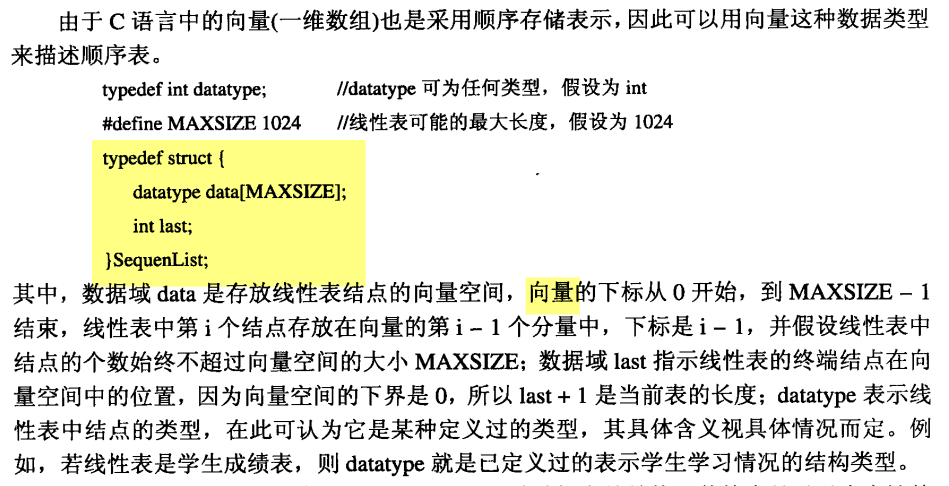 由于 C 语言中的向量(一维数组)也是采用顺序存储表示,因此可以用向量这种数据类型
来描述顺序表。
typedef int datatype; //datatype 可为任何类型，假设为 int
#define MAXSIZE 1024 //线性表可能的最大长度，假设为 1024
typedef struct {
datatype data[MAXSIZE];
int last;
}SequenList;
其中，数据域 data 是存放线性表结点的向量空间，向量的下标从 0 开始，到 MAXSIZE − 1
结束，线性表中第 i 个结点存放在向量的第 i − 1 个分量中，下标是 i − 1，并假设线性表中
结点的个数始终不超过向量空间的大小 MAXSIZE；数据域 last 指示线性表的终端结点在向
量空间中的位置，因为向量空间的下界是 0，所以 last + 1 是当前表的长度；datatype 表示线
性表中结点的类型，在此可认为它是某种定义过的类型，其具体含义视具体情况而定。例
如，若线性表是学生成绩表，则 datatype 就是已定义过的表示学生学习情况的结构类型。